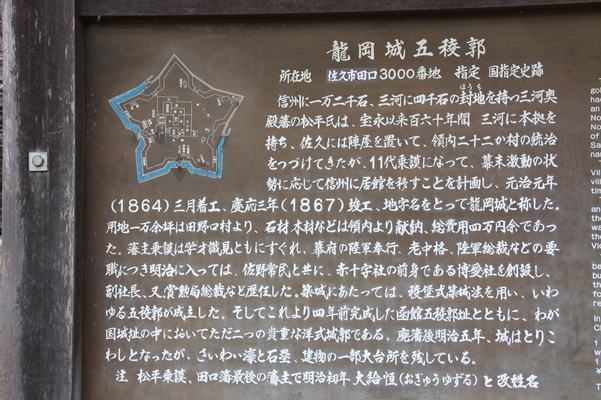 龍岡城五稜郭
所在地 佐久市田口3000番地 指定 国指定史跡
信州に一万二千石、三河に四千石の封地を持つ三河奥
ほうち
殿藩の松平氏は、宝永以来百六十年間 三河に本拠を
持ち、佐久には陣屋を置いて、領内二十二か村の統治
をつづけてきたが、11代乗謨になって、幕末激動の状
勢に応じて信州に居館を移すことを計画し、元治元年
(1864)三月着工、慶応三年(1867)竣工、地字名をとって龍岡城と称した。
用地一万余坪は田野口村より、石材木材などは領内より献納、総費用四万両余であっ
た。藩主乗謨は学才識見ともにすぐれ、幕府の陸軍奉行、老中格、陸軍総裁などの要
職につき明治に入っては、佐野常民と共に、赤十字社の前身である博愛社を創設し、
副社長、又、賞勲局総裁など歴任した。築城にあたっては、稜堡式築城法を用い、いわ
ゆる五稜郭が成立した。そしてこれより四年前完成した函館五稜郭址とともに、わが
国城址の中においてただ二つの貴重な洋式城郭である。廃藩後明治五年、城はとりこ
わしとなったが、さいわい濠と石塁、建物の一部大台所を残している。
注 松平乗謨、田口藩最後の藩主で明治初年 大給恒(おぎゅうゆずる)と改姓名